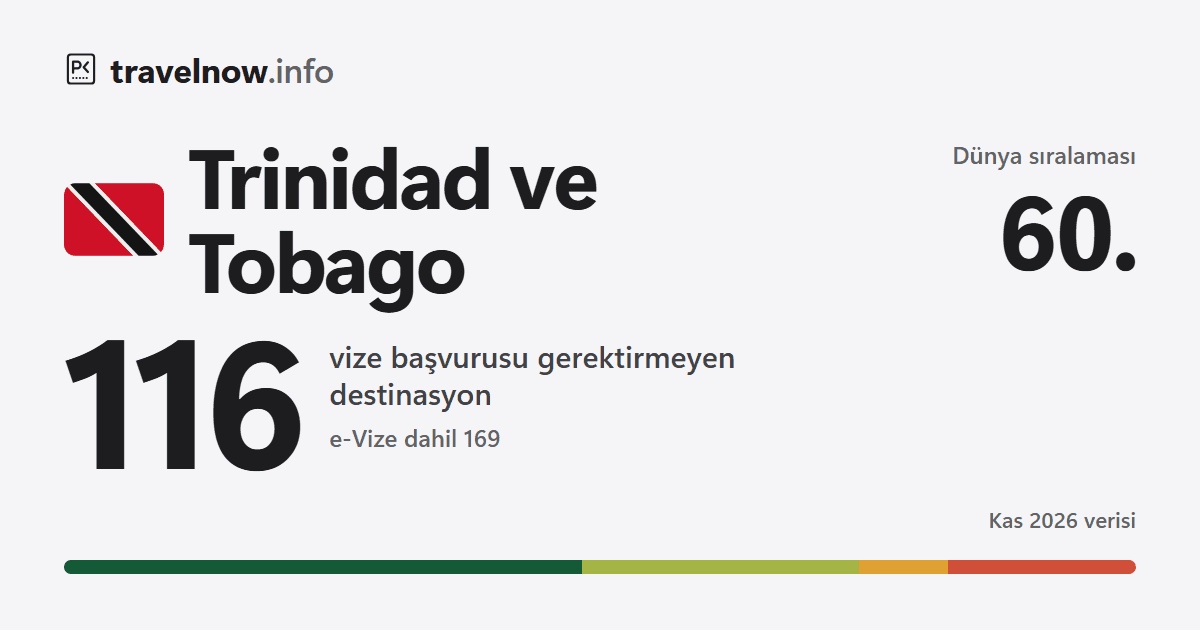 travelnow.info
Trinidad ve
Tobago
Dünya sıralaması
60.
116
vize başvurusu gerektirmeyen
destinasyon
e-Vize dahil 169
Kas 2026 verisi